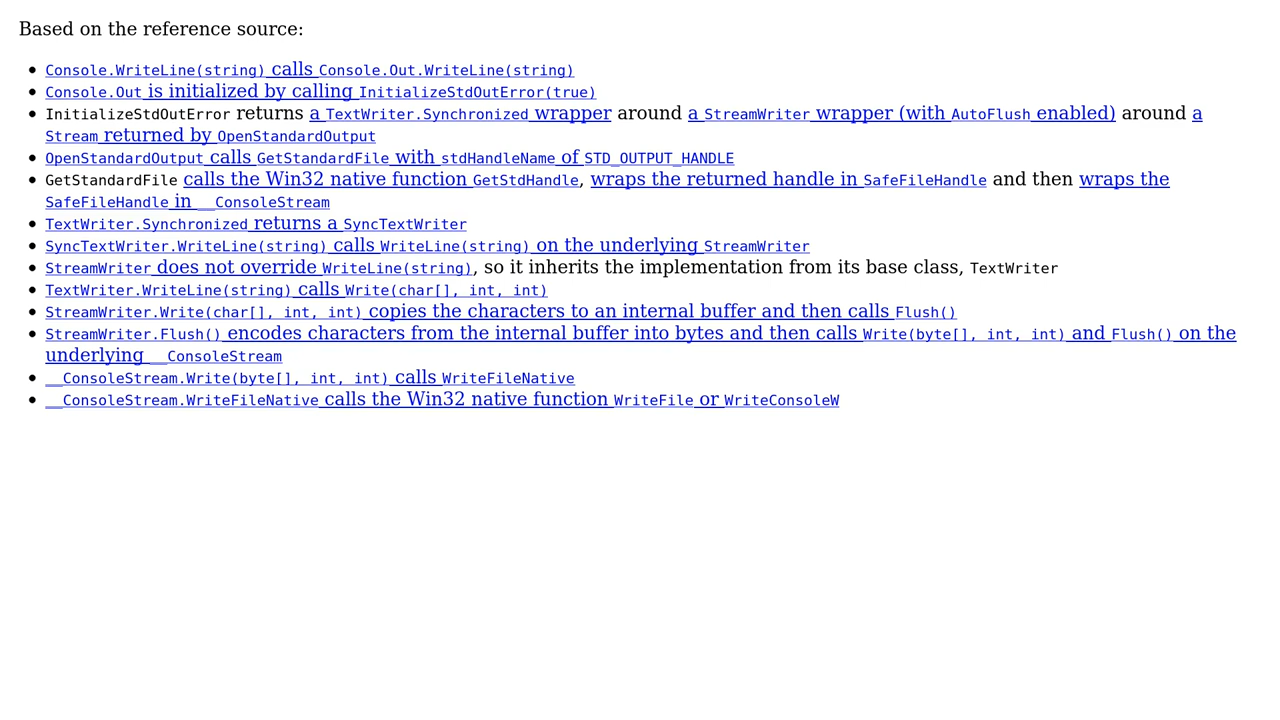 Based on the reference source:
• Console.WriteLine(string) calls Console.Out.WriteLine(string)
• Console.Out is initialized by calling InitializeStdOutError(true)
• InitializeStdOutError returns a TextWriter.Synchronized wrapper around a StreamWriter wrapper (with AutoFlush enabled) around a
Stream returned by OpenStandardOutput
• OpenStandardOutput calls GetStandardFile with stdHandleName of STD_OUTPUT_HANDLE
• GetStandardFile calls the Win32 native function GetStdHandle, wraps the returned handle in SafeFileHandle and then wraps the
SafeFileHandle in __ConsoleStream
• TextWriter.Synchronized returns a SyncTextWriter
• SyncTextWriter.WriteLine(string) calls WriteLine(string) on the underlying StreamWriter
• StreamWriter does not override WriteLine(string), so it inherits the implementation from its base class, TextWriter
• TextWriter.WriteLine(string) calls Write(char[], int, int)
• StreamWriter.Write(char[], int, int) copies the characters to an internal buffer and then calls Flush()
• StreamWriter.Flush() encodes characters from the internal buffer into bytes and then calls Write(byte[], int, int) and Flush() on the
underlying __ConsoleStream
• __ConsoleStream.Write(byte[], int, int) calls WriteFileNative
• __ConsoleStream.WriteFileNative calls the Win32 native function WriteFile or WriteConsoleW